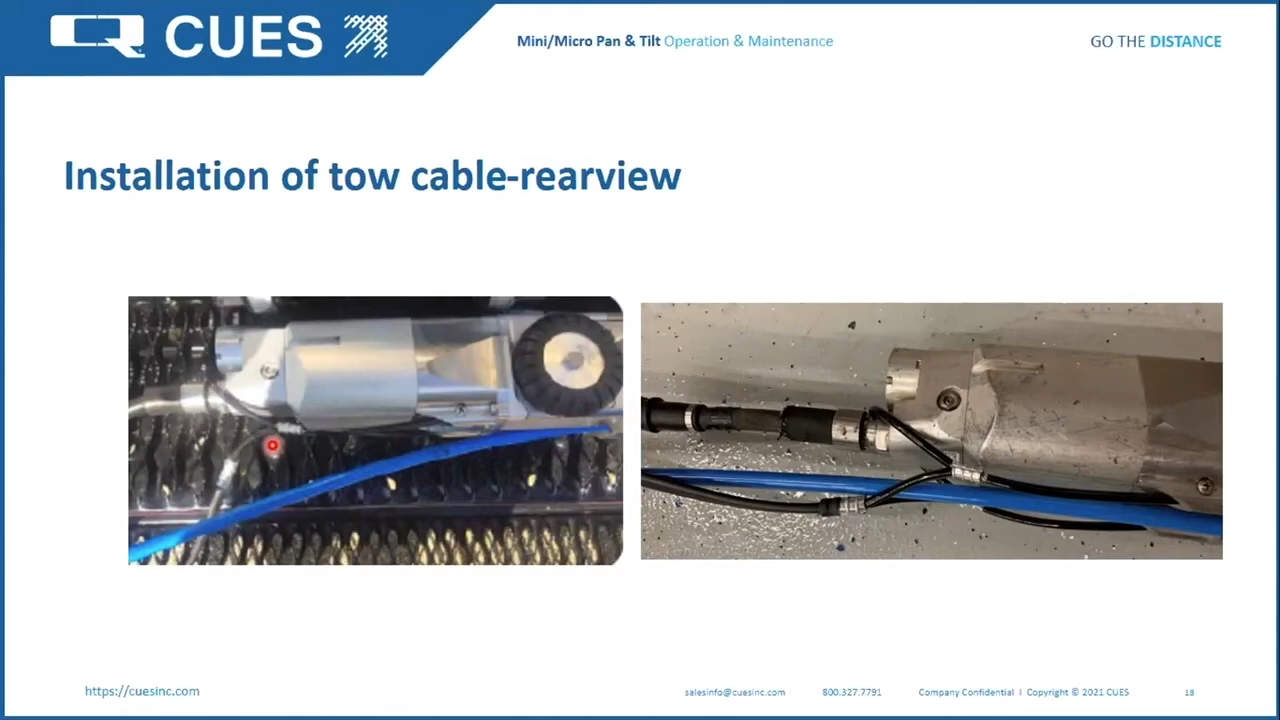 CUES
Mini/Micro Pan & Tilt Operation & Maintenance
GO THE DISTANCE
Installation of tow cable-rearview
https://cuesinc.com
salesinfo@cuesinc.com
800.327.7791
Company Confidential I Copyright © 2021 CUES